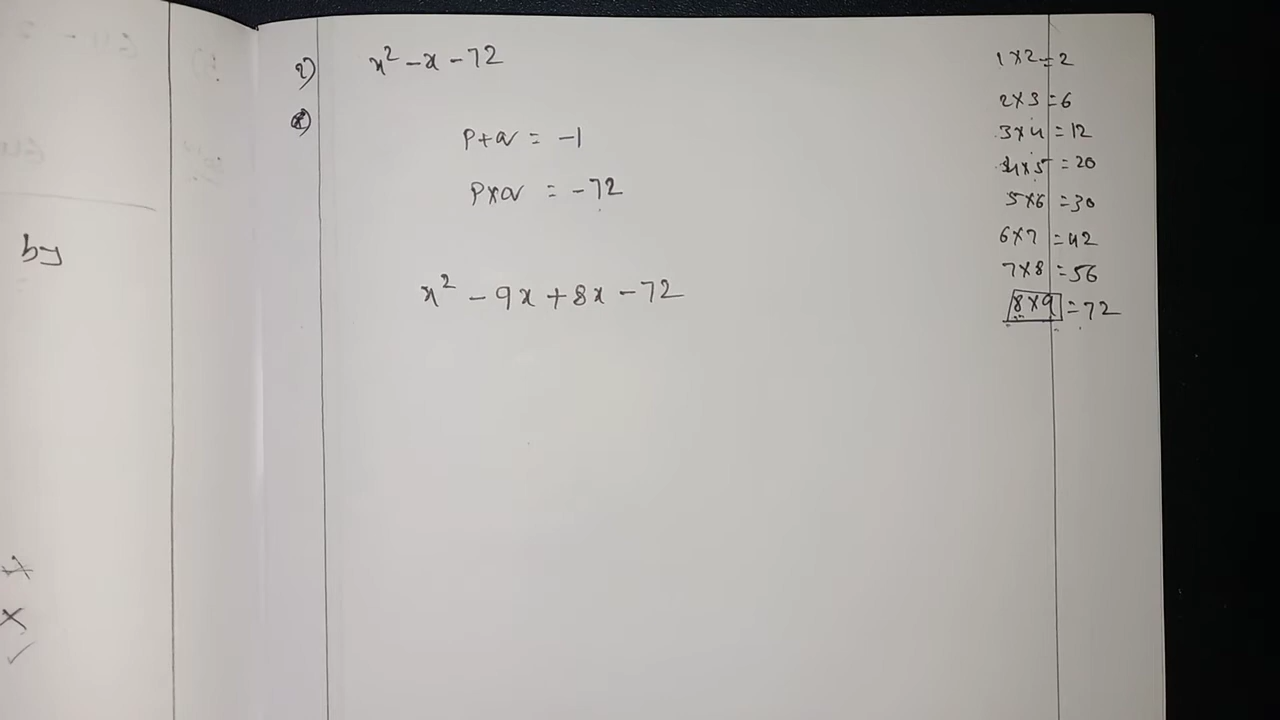 2) x² - x - 72
P+q = -1
P×q = -72
x² - 9x + 8x - 72
1×2 = 2
2×3 = 6
3×4 = 12
4×5 = 20
5×6 = 30
6×7 = 42
7×8 = 56
8×9 = 72
by